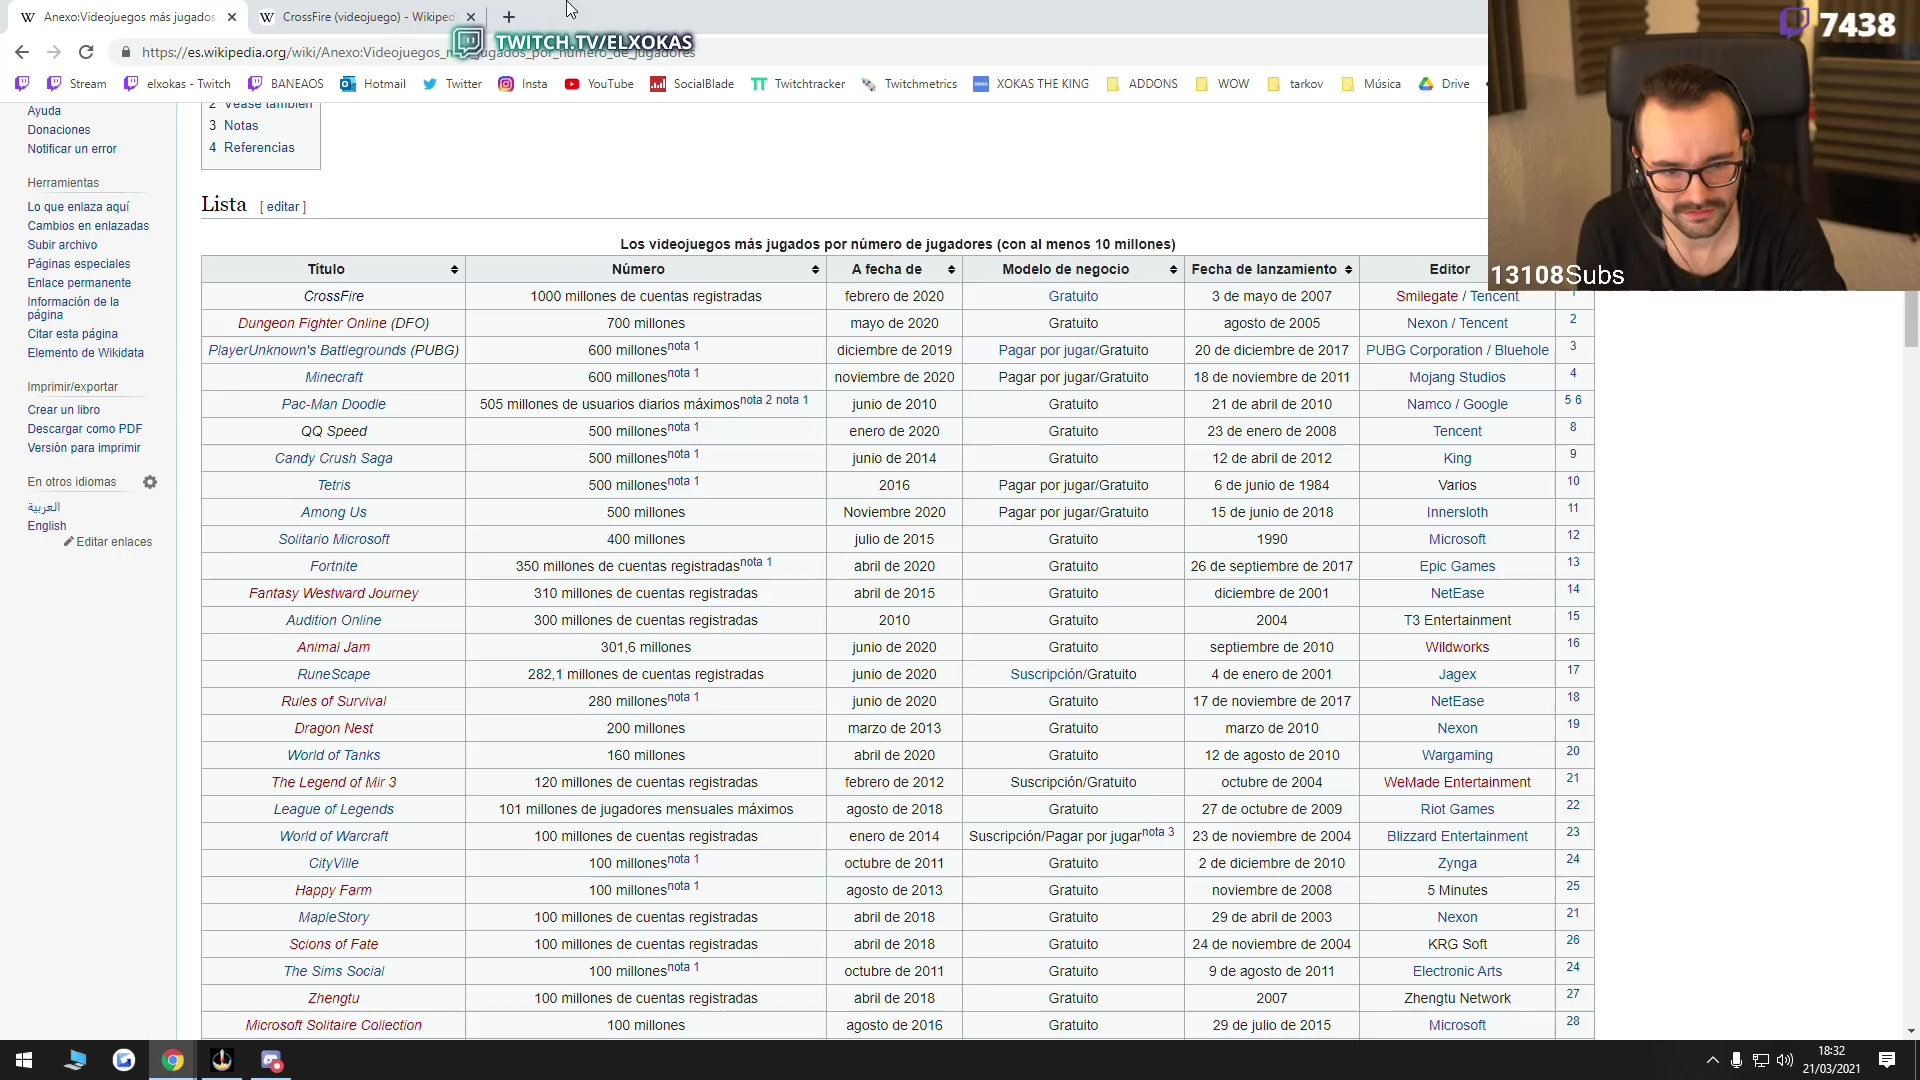 Anexo:Videojuegos más jugados
CrossFire (videojuego) - Wikiped
TWITCH.TV/ELXOKAS
7438
https://es.wikipedia.org/wiki/Anexo:Videojuegos_m ugados_por_número_de_jugadores
Stream elxokas - Twitch BANEAOS Hotmail Twitter Insta YouTube SocialBlade Twitchtracker Twitchmetrics XOKAS THE KING ADDONS WOW tarkov Música Drive
Ayuda
Donaciones
Notificar un error
Herramientas
Lo que enlaza aquí
Cambios en enlazadas
Subir archivo
Páginas especiales
Enlace permanente
Información de la
página
Citar esta página
Elemento de Wikidata
Imprimir/exportar
Crear un libro
Descargar como PDF
Versión para imprimir
En otros idiomas
العربية
English
Editar enlaces
2 Véase también
3 Notas
4 Referencias
Lista [ editar ]
13108Subs
Los videojuegos más jugados por número de jugadores (con al menos 10 millones)
Título Número A fecha de Modelo de negocio Fecha de lanzamiento Editor
CrossFire 1000 millones de cuentas registradas febrero de 2020 Gratuito 3 de mayo de 2007 Smilegate / Tencent 1
Dungeon Fighter Online (DFO) 700 millones mayo de 2020 Gratuito agosto de 2005 Nexon / Tencent 2
PlayerUnknown's Battlegrounds (PUBG) 600 millones nota 1 diciembre de 2019 Pagar por jugar/Gratuito 20 de diciembre de 2017 PUBG Corporation / Bluehole 3
Minecraft 600 millones nota 1 noviembre de 2020 Pagar por jugar/Gratuito 18 de noviembre de 2011 Mojang Studios 4
Pac-Man Doodle 505 millones de usuarios diarios máximos nota 2 nota 1 junio de 2010 Gratuito 21 de abril de 2010 Namco / Google 5 6
QQ Speed 500 millones nota 1 enero de 2020 Gratuito 23 de enero de 2008 Tencent 8
Candy Crush Saga 500 millones nota 1 junio de 2014 Gratuito 12 de abril de 2012 King 9
Tetris 500 millones nota 1 2016 Pagar por jugar/Gratuito 6 de junio de 1984 Varios 10
Among Us 500 millones Noviembre 2020 Pagar por jugar/Gratuito 15 de junio de 2018 Innersloth 11
Solitario Microsoft 400 millones julio de 2015 Gratuito 1990 Microsoft 12
Fortnite 350 millones de cuentas registradas nota 1 abril de 2020 Gratuito 26 de septiembre de 2017 Epic Games 13
Fantasy Westward Journey 310 millones de cuentas registradas abril de 2015 Gratuito diciembre de 2001 NetEase 14
Audition Online 300 millones de cuentas registradas 2010 Gratuito 2004 T3 Entertainment 15
Animal Jam 301,6 millones junio de 2020 Gratuito septiembre de 2010 Wildworks 16
RuneScape 282,1 millones de cuentas registradas junio de 2020 Suscripción/Gratuito 4 de enero de 2001 Jagex 17
Rules of Survival 280 millones nota 1 junio de 2020 Gratuito 17 de noviembre de 2017 NetEase 18
Dragon Nest 200 millones marzo de 2013 Gratuito marzo de 2010 Nexon 19
World of Tanks 160 millones abril de 2020 Gratuito 12 de agosto de 2010 Wargaming 20
The Legend of Mir 3 120 millones de cuentas registradas febrero de 2012 Suscripción/Gratuito octubre de 2004 WeMade Entertainment 21
League of Legends 101 millones de jugadores mensuales máximos agosto de 2018 Gratuito 27 de octubre de 2009 Riot Games 22
World of Warcraft 100 millones de cuentas registradas enero de 2014 Suscripción/Pagar por jugar nota 3 23 de noviembre de 2004 Blizzard Entertainment 23
CityVille 100 millones nota 1 octubre de 2011 Gratuito 2 de diciembre de 2010 Zynga 24
Happy Farm 100 millones nota 1 agosto de 2013 Gratuito noviembre de 2008 5 Minutes 25
MapleStory 100 millones de cuentas registradas abril de 2018 Gratuito 29 de abril de 2003 Nexon 21
Scions of Fate 100 millones de cuentas registradas abril de 2018 Gratuito 24 de noviembre de 2004 KRG Soft 26
The Sims Social 100 millones nota 1 octubre de 2011 Gratuito 9 de agosto de 2011 Electronic Arts 24
Zhengtu 100 millones de cuentas registradas abril de 2018 Gratuito 2007 Zhengtu Network 27
Microsoft Solitaire Collection 100 millones agosto de 2016 Gratuito 29 de julio de 2015 Microsoft 28
18:32
21/03/2021